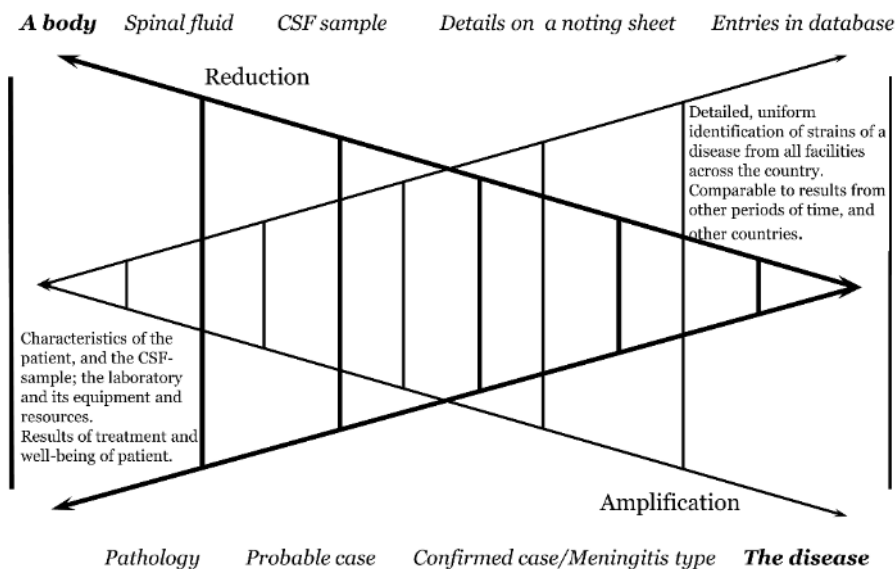 A body Spinal fluid CSF sample Details on a noting sheet Entries in database
Reduction
Detailed, uniform
identification of strains of a
disease from all facilities
across the country.
Comparable to results from
other periods of time, and
other countries.
Characteristics of the
patient, and the CSF-
sample; the laboratory
and its equipment and
resources.
Results of treatment and
well-being of patient.
Amplification
Pathology Probable case Confirmed case/Meningitis type The disease